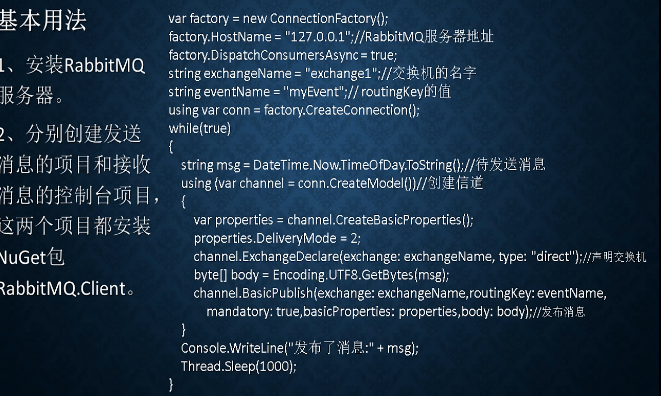 基本用法
1、安装RabbitMQ
服务器。
2、分别创建发送
消息的项目和接收
消息的控制台项目，
这两个项目都安装
NuGet包
RabbitMQ.Client。
var factory = new ConnectionFactory();
factory.HostName = "127.0.0.1";//RabbitMQ服务器地址
factory.DispatchConsumersAsync = true;
string exchangeName = "exchange1";//交换机的名字
string eventName = "myEvent";// routingKey的值
using var conn = factory.CreateConnection();
while(true)
{
string msg = DateTime.Now.TimeOfDay.ToString();//待发送消息
using (var channel = conn.CreateModel())//创建信道
{
var properties = channel.CreateBasicProperties();
properties.DeliveryMode = 2;
channel.ExchangeDeclare(exchange: exchangeName, type: "direct");//声明交换机
byte[] body = Encoding.UTF8.GetBytes(msg);
channel.BasicPublish(exchange: exchangeName,routingKey: eventName,
mandatory: true,basicProperties: properties,body: body);//发布消息
}
Console.WriteLine("发布了消息:" + msg);
Thread.Sleep(1000);
}